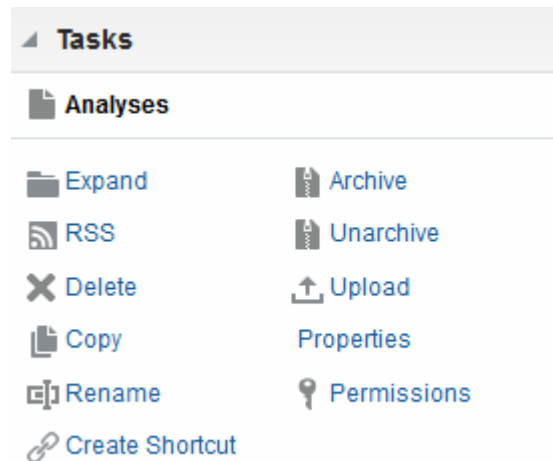 Tasks
Analyses
Expand
Archive
RSS
Unarchive
Delete
Upload
Copy
Properties
Rename
Permissions
Create Shortcut